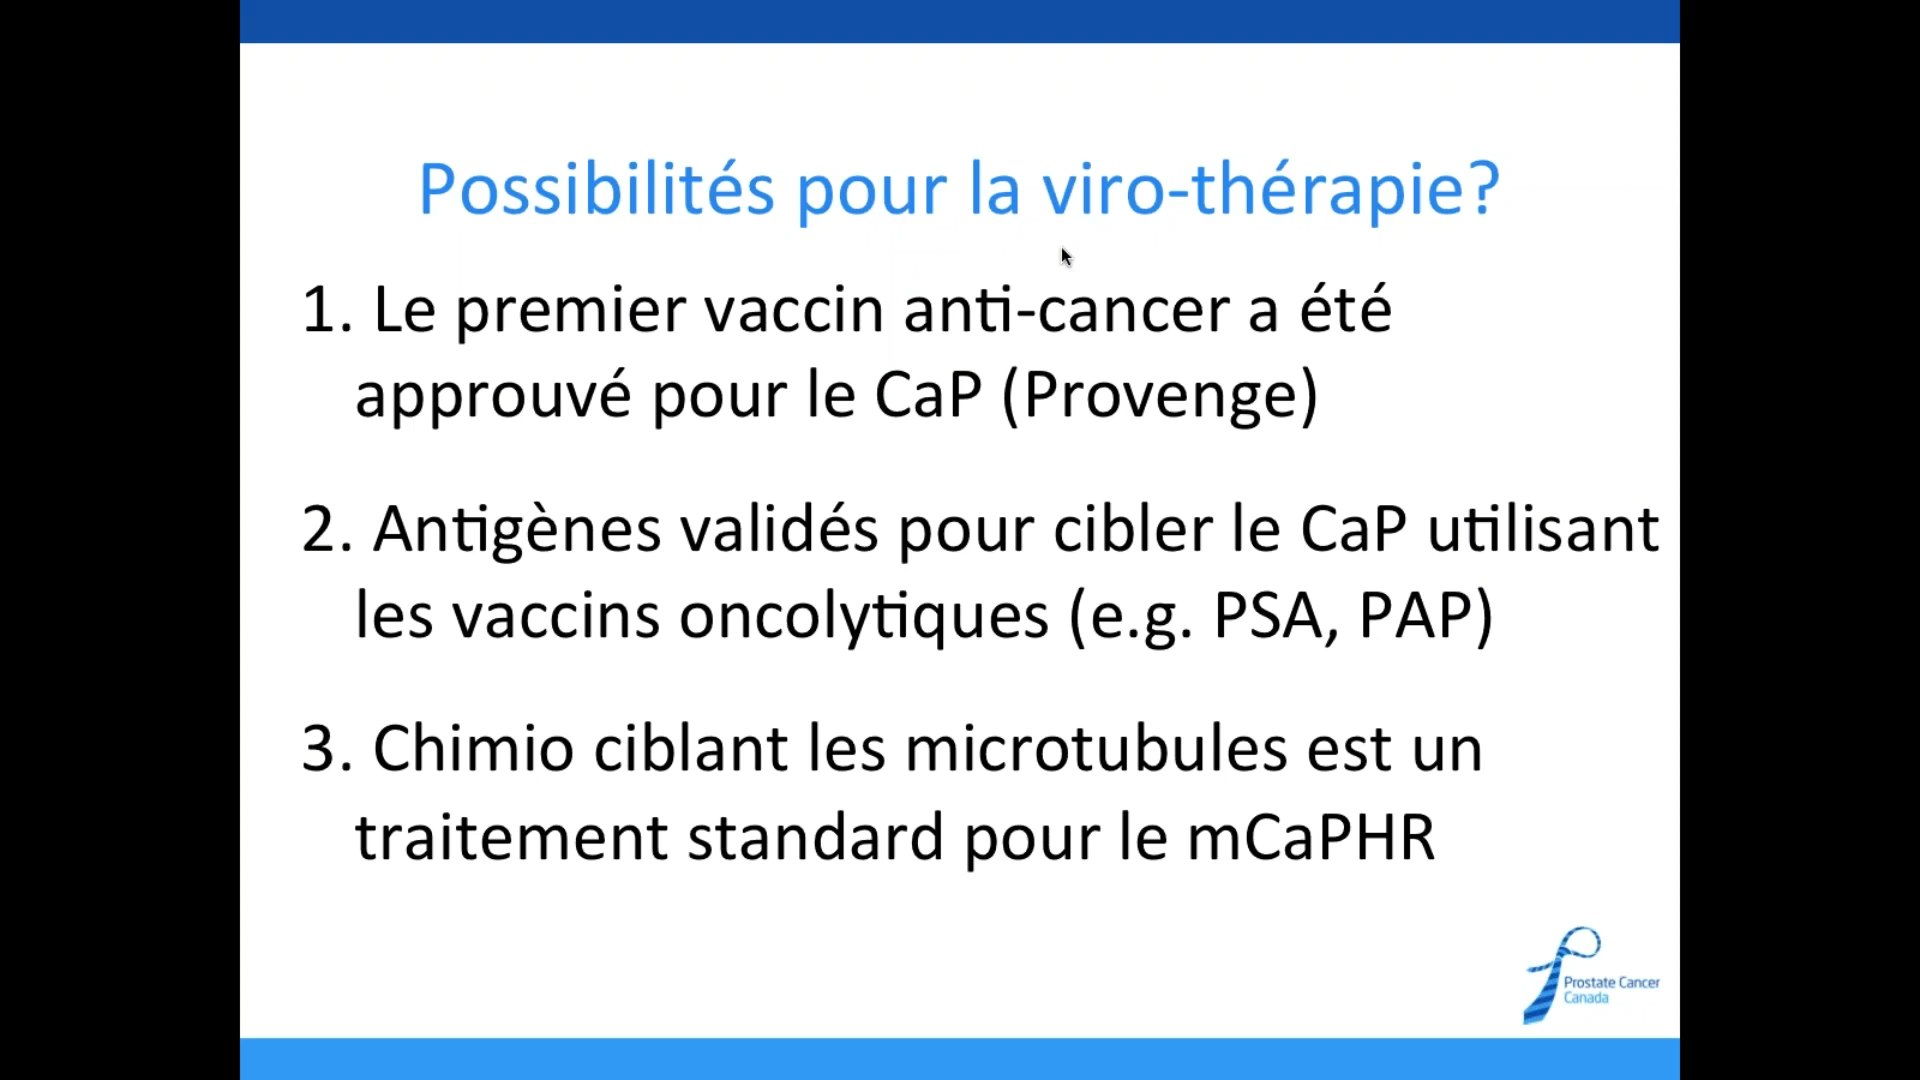 Possibilités pour la viro-thérapie?
1. Le premier vaccin anti-cancer a été
approuvé pour le CaP (Provenge)
2. Antigènes validés pour cibler le CaP utilisant
les vaccins oncolytiques (e.g. PSA, PAP)
3. Chimio ciblant les microtubules est un
traitement standard pour le mCaPHR
Prostate Cancer
Canada